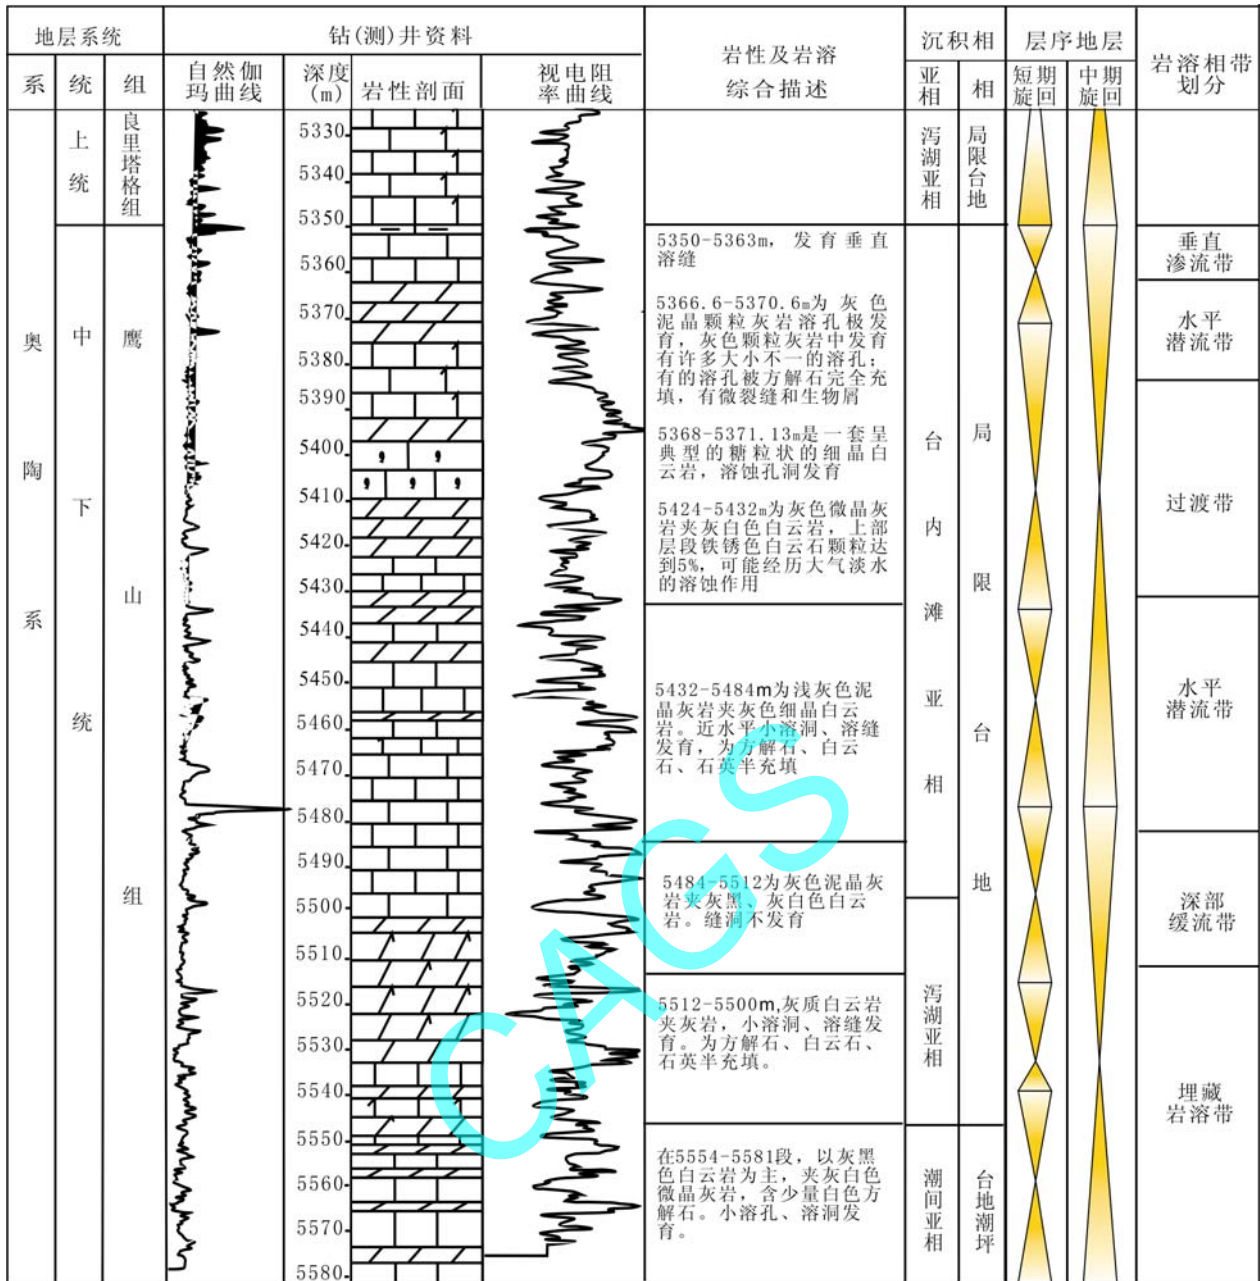 地层系统
钻(测)井资料
岩性及岩溶
综合描述
沉积相
层序地层
岩溶相带
划分
系
统
组
自然伽
玛曲线
深度
(m)
岩性剖面
视电阻
率曲线
亚相
相
短期
旋回
中期
旋回
奥陶系
上统
中下统
良里塔格组
鹰山组
5330
5340
5350
5360
5370
5380
5390
5400
5410
5420
5430
5440
5450
5460
5470
5480
5490
5500
5510
5520
5530
5540
5550
5560
5570
5580
5350-5363m，发育垂直
溶缝
5366.6-5370.6m为灰色
泥晶颗粒灰岩溶孔极发
育，灰色颗粒灰岩中发育
有许多大小不一的溶孔；
有的溶孔被方解石完全充
填，有微裂缝和生物屑
5368-5371.13m是一套呈
典型的糖粒状的细晶白
云岩，溶蚀孔洞发育
5424-5432m为灰色微晶灰
岩夹灰白色白云岩，上部
层段铁锈色白云石颗粒达
到5%，可能经历大气淡水
的溶蚀作用
5432-5484m为浅灰色泥
晶灰岩夹灰色细晶白云
岩。近水平小溶洞、溶缝
发育，为方解石、白云
石、石英半充填
5484-5512为灰色泥晶灰
岩夹灰黑、灰白色白云
岩。缝洞不发育
5512-5500m,灰质白云岩
夹灰岩，小溶洞、溶缝发
育。为方解石、白云石、
石英半充填。
在5554-5581段，以灰黑
色白云岩为主，夹灰白色
微晶灰岩，含少量白色方
解石。小溶孔、溶洞发
育。
泻湖亚相
台内滩亚相
泻湖亚相
潮间亚相
局限台地
局限台地
台地潮坪
垂直
渗流带
水平
潜流带
过渡带
水平
潜流带
深部
缓流带
埋藏
岩溶带
CAGS